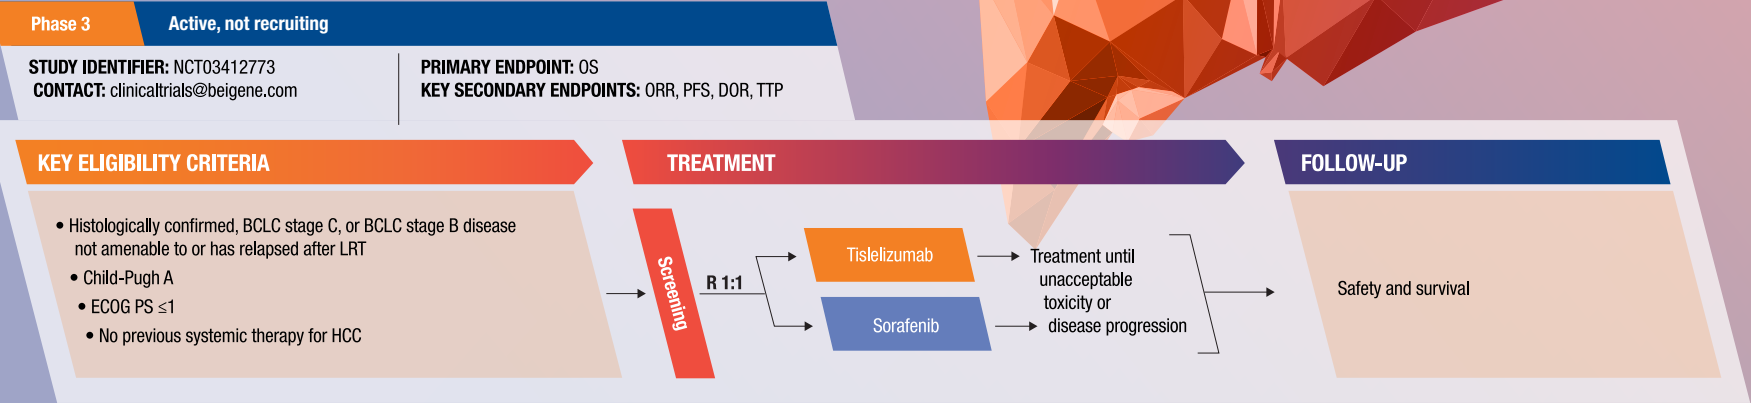 Phase 3
Active, not recruiting
STUDY IDENTIFIER: NCT03412773
CONTACT: clinicaltrials@beigene.com
PRIMARY ENDPOINT: OS
KEY SECONDARY ENDPOINTS: ORR, PFS, DOR, TTP
KEY ELIGIBILITY CRITERIA
• Histologically confirmed, BCLC stage C, or BCLC stage B disease
not amenable to or has relapsed after LRT
• Child-Pugh A
• ECOG PS ≤1
• No previous systemic therapy for HCC
TREATMENT
Screening
R 1:1
Tislelizumab
Sorafenib
Treatment until
unacceptable
toxicity or
disease progression
FOLLOW-UP
Safety and survival